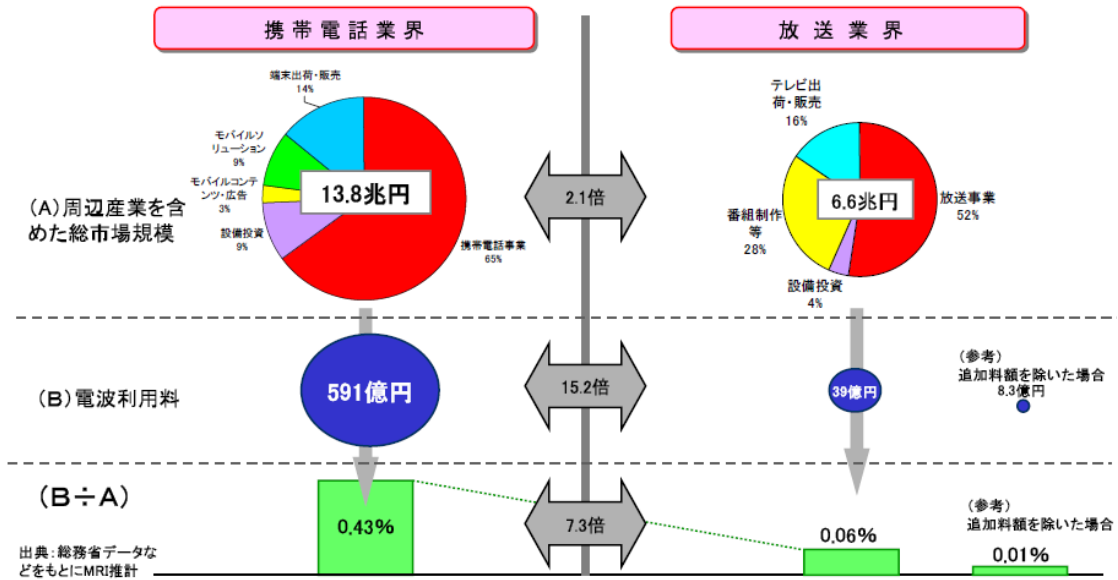 携帯電話業界
放送業界
端末出荷・販売
14%
モバイルソ
リューション
9%
モバイルコンテ
ンツ・広告
3%
設備投資
9%
13.8兆円
携帯電話事業
65%
2.1倍
テレビ出
荷・販売
16%
6.6兆円
放送事業
52%
番組制作
等
28%
設備投資
4%
(A)周辺産業を含
めた総市場規模
(B)電波利用料
591億円
15.2倍
39億円
(参考)
追加料額を除いた場合
8.3億円
(B÷A)
0.43%
7.3倍
0.06%
(参考)
追加料額を除いた場合
0.01%
出典:総務省データな
どをもとにMRI推計